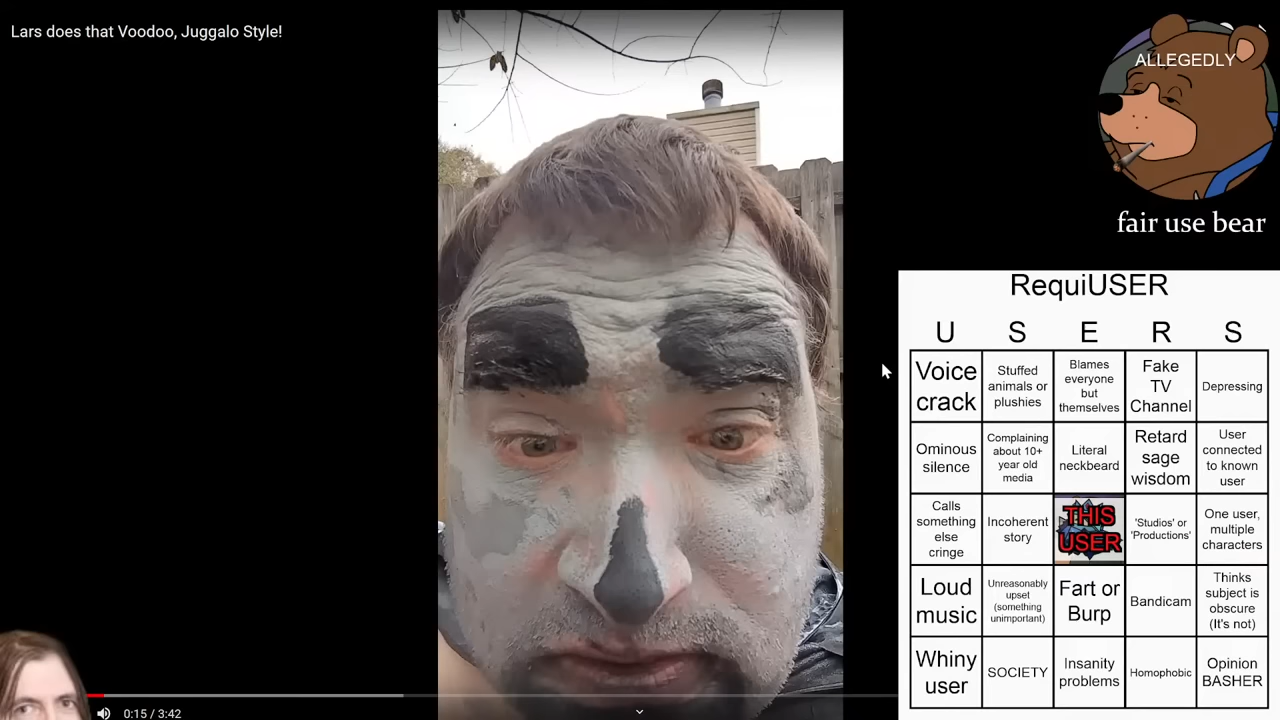 Lars does that Voodoo, Juggalo Style!
ALLEGEDLY
fair use bear
RequiUSER
U S E R S
Voice crack
Stuffed animals or plushies
Blames everyone but themselves
Fake TV Channel
Depressing
Ominous silence
Complaining about 10+ year old media
Literal neckbeard
Retard sage wisdom
User connected to known user
Calls something else cringe
Incoherent story
THIS USER
'Studios' or 'Productions'
One user, multiple characters
Loud music
Unreasonably upset (something unimportant)
Fart or Burp
Bandicam
Thinks subject is obscure (It's not)
Whiny user
SOCIETY
Insanity problems
Homophobic
Opinion BASHER
0:15 / 3:42